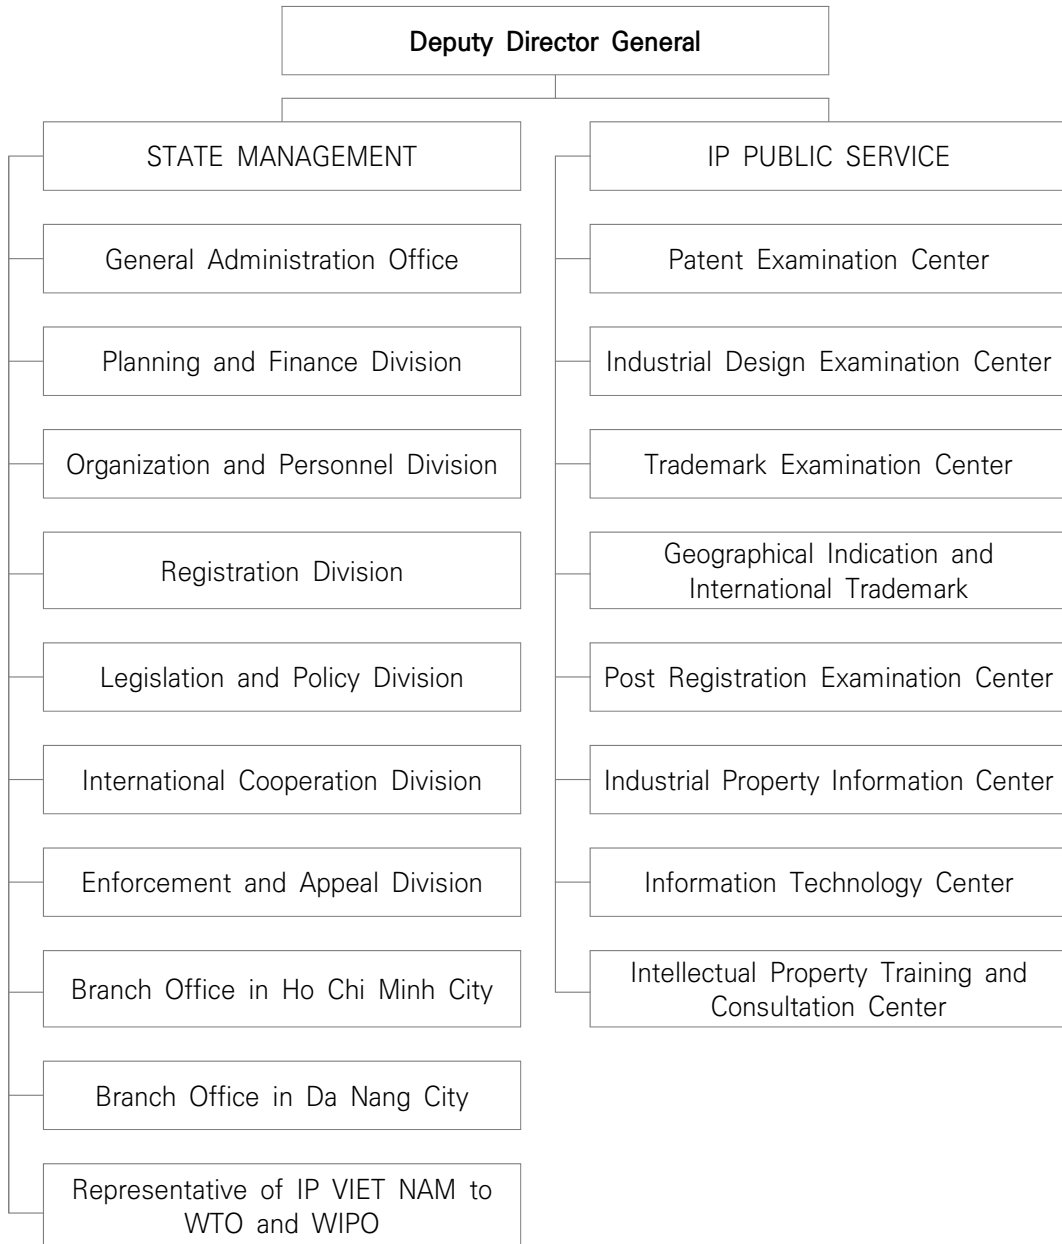 Deputy Director General
STATE MANAGEMENT
General Administration Office
Planning and Finance Division
Organization and Personnel Division
Registration Division
Legislation and Policy Division
International Cooperation Division
Enforcement and Appeal Division
Branch Office in Ho Chi Minh City
Branch Office in Da Nang City
Representative of IP VIET NAM to
WTO and WIPO
IP PUBLIC SERVICE
Patent Examination Center
Industrial Design Examination Center
Trademark Examination Center
Geographical Indication and
International Trademark
Post Registration Examination Center
Industrial Property Information Center
Information Technology Center
Intellectual Property Training and
Consultation Center